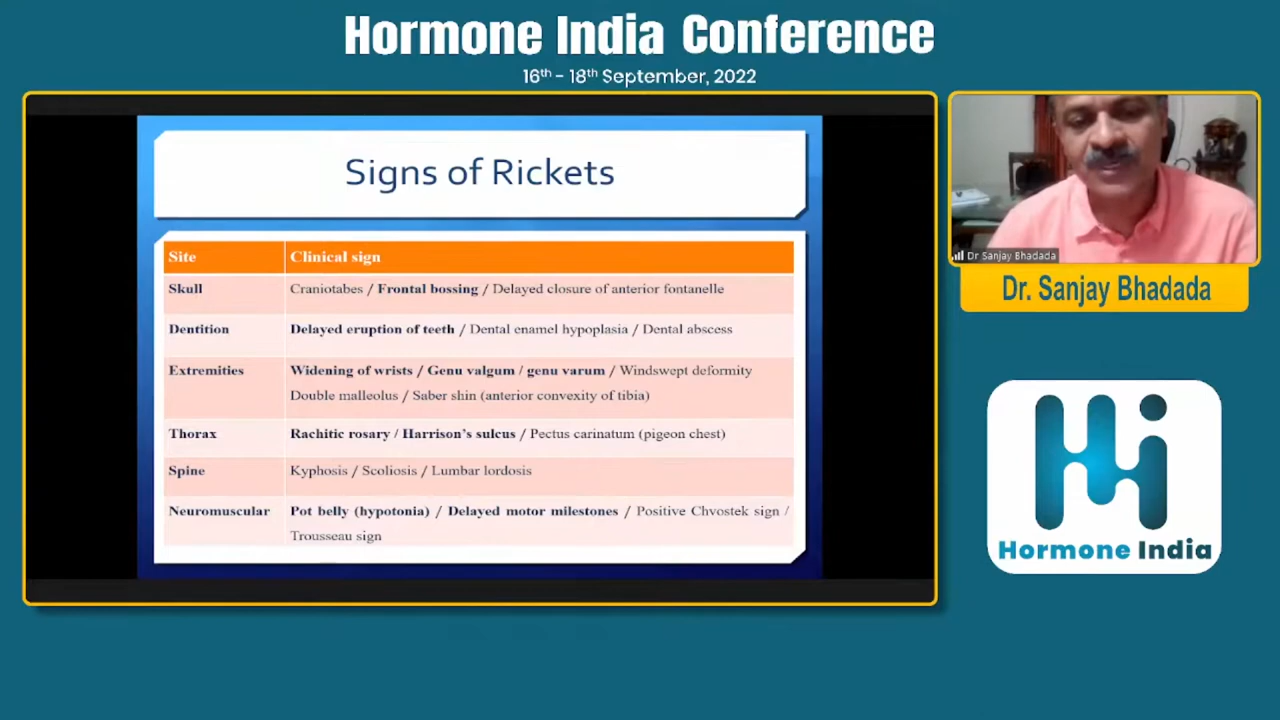 Hormone India Conference
16th - 18th September, 2022
Signs of Rickets
Site Clinical sign
Skull Craniotabes / Frontal bossing / Delayed closure of anterior fontanelle
Dentition Delayed eruption of teeth / Dental enamel hypoplasia / Dental abscess
Extremities Widening of wrists / Genu valgum / genu varum / Windswept deformity
Double malleolus / Saber shin (anterior convexity of tibia)
Thorax Rachitic rosary / Harrison's sulcus / Pectus carinatum (pigeon chest)
Spine Kyphosis / Scoliosis / Lumbar lordosis
Neuromuscular Pot belly (hypotonia) / Delayed motor milestones / Positive Chvostek sign /
Trousseau sign
Dr Sanjay Bhadada
Dr. Sanjay Bhadada
Hi
Hormone India